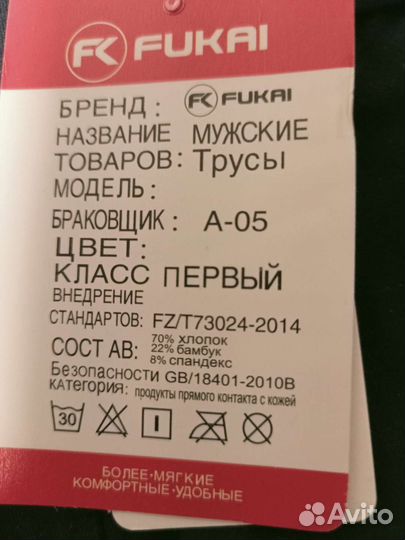 FK FUKAI
БРЕНД: FK FUKAI
НАЗВАНИЕ МУЖСКИЕ
ТОВАРОВ: Трусы
МОДЕЛЬ:
БРАКОВЩИК: А-05
ЦВЕТ:
КЛАСС ПЕРВЫЙ
ВНЕДРЕНИЕ
СТАНДАРТОВ: FZ/T73024-2014
70% хлопок
СОСТ АВ: 22% бамбук
8% спандекс
Безопасности GB/18401-2010B
категория: продукты прямого контакта с кожей
30
БОЛЕЕ·МЯГКИЕ
КОМФОРТНЫЕ·УДОБНЫЕ
Avito